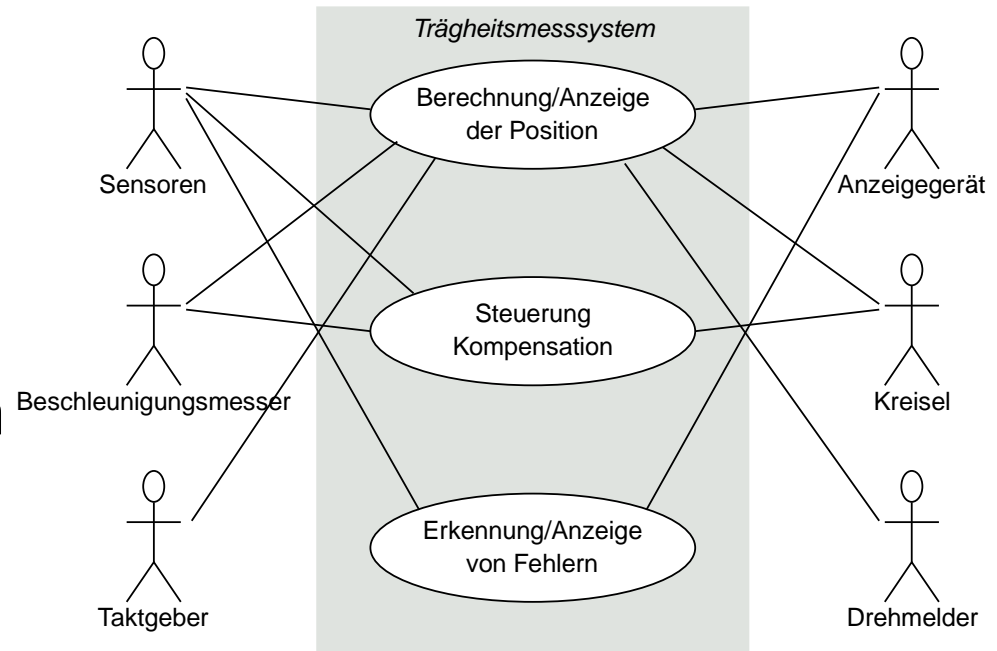 Trägheitsmesssystem
Berechnung/Anzeige
der Position
Sensoren
Anzeigegerät
Steuerung
Kompensation
Beschleunigungsmesser
Kreisel
Erkennung/Anzeige
von Fehlern
Taktgeber
Drehmelder